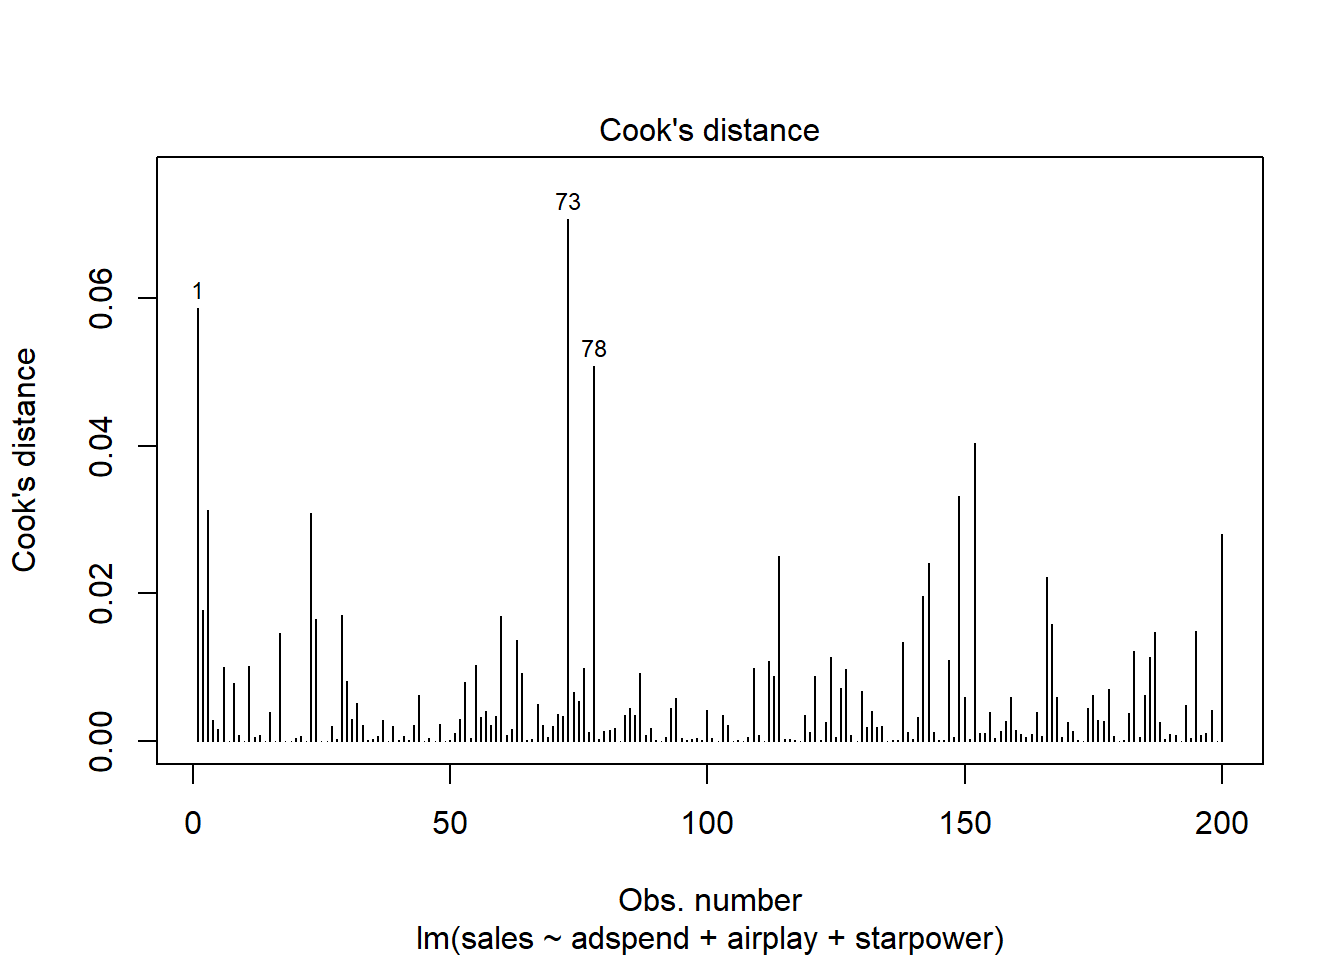 Cook's distance
73
1
78
Cook's distance
0.06
0.04
0.02
0.00
0 50 100 150 200
Obs. number
lm(sales ~ adspend + airplay + starpower)